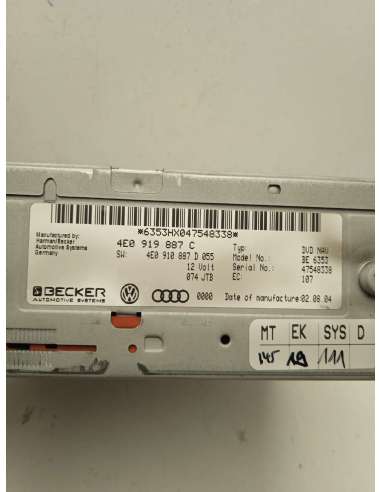 *6353HX047548338*
Manufactured by:
Harman/Becker
Automotive Systems
Germany
4E0 919 887 C
SW: 4E0 910 887 D 055
12 Volt
074 JTB
Typ: DVD NAV
Model No.: BE 6353
Serial No.: 47548338
EC: 107
BECKER
AUTOMOTIVE SYSTEMS
0000 Date of manufacture:02.08.04
MT EK SYS D
19 111